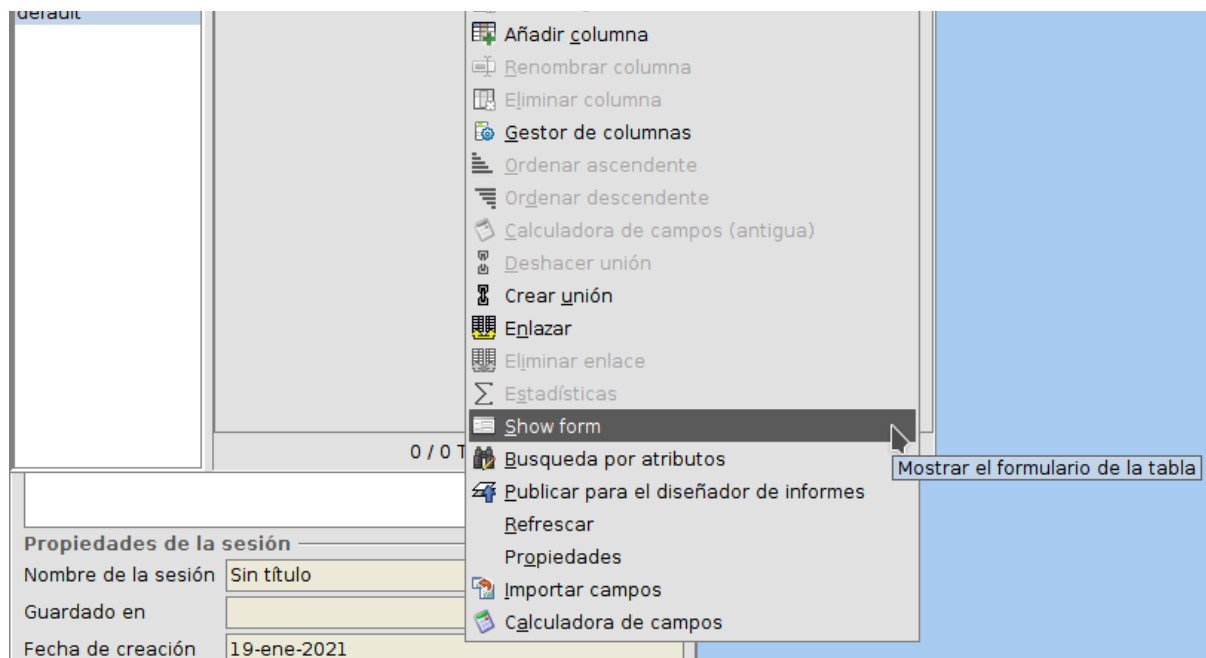 default
Añadir columna
Renombrar columna
Eliminar columna
Gestor de columnas
Ordenar ascendente
Ordenar descendente
Calculadora de campos (antigua)
Deshacer unión
Crear unión
Enlazar
Eliminar enlace
Estadísticas
Show form
0 / 0 T
Busqueda por atributos
Mostrar el formulario de la tabla
Publicar para el diseñador de informes
Refrescar
Propiedades de la sesión
Propiedades
Nombre de la sesión Sin título
Importar campos
Guardado en
Calculadora de campos
Fecha de creación 19-ene-2021